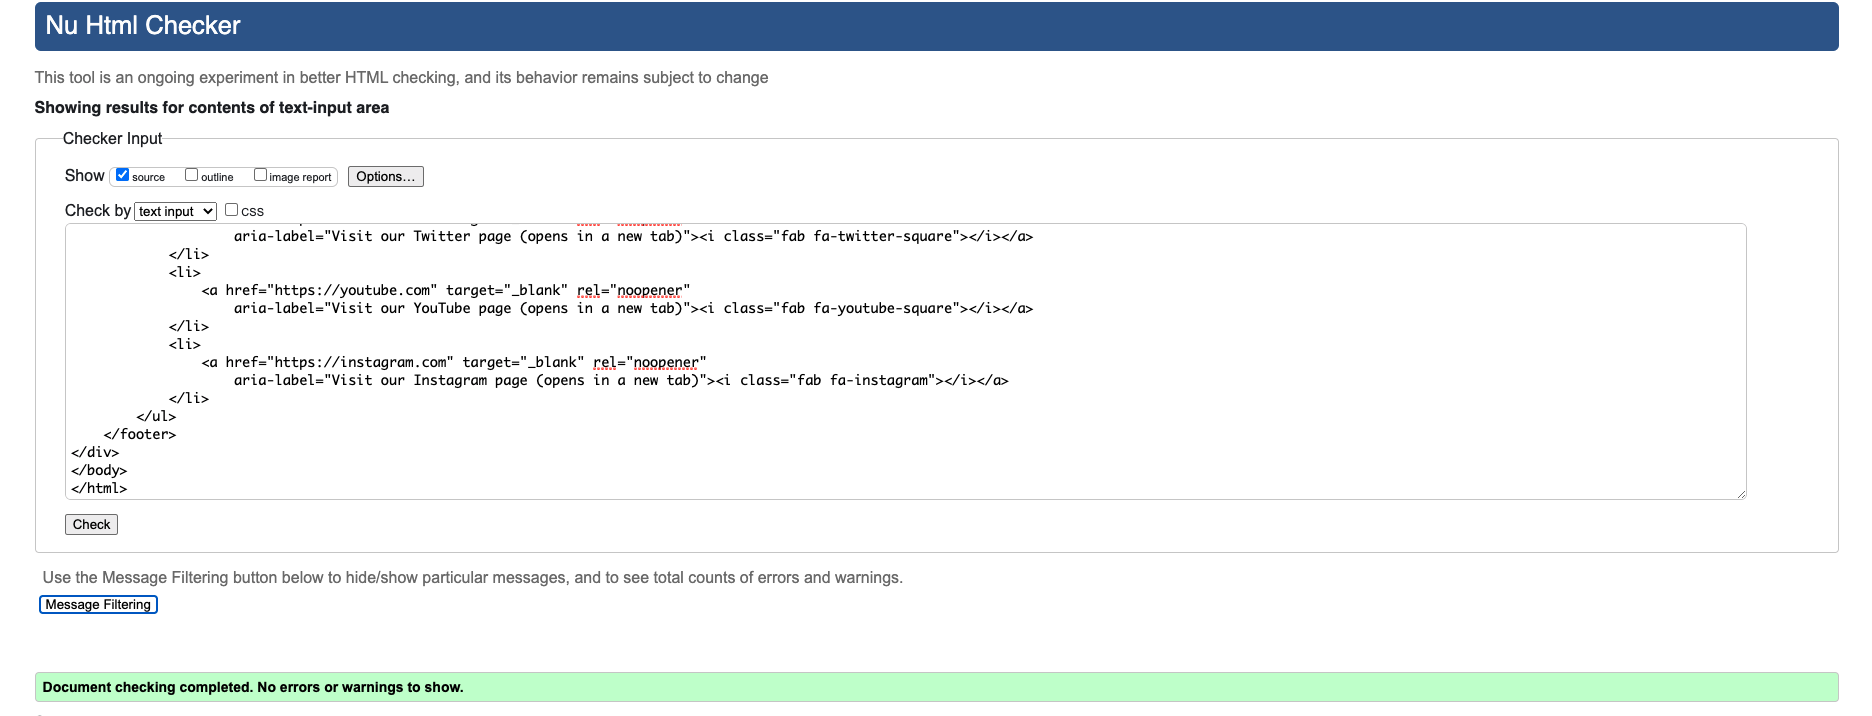 Nu Html Checker
This tool is an ongoing experiment in better HTML checking, and its behavior remains subject to change
Showing results for contents of text-input area
Checker Input
Show source outline image report Options...
Check by text input css
aria-label="Visit our Twitter page (opens in a new tab)"><i class="fab fa-twitter-square"></i></a>
</li>
<li>
<a href="https://youtube.com" target="_blank" rel="noopener"
aria-label="Visit our YouTube page (opens in a new tab)"><i class="fab fa-youtube-square"></i></a>
</li>
<li>
<a href="https://instagram.com" target="_blank" rel="noopener"
aria-label="Visit our Instagram page (opens in a new tab)"><i class="fab fa-instagram"></i></a>
</li>
</ul>
</footer>
</div>
</body>
</html>
Check
Use the Message Filtering button below to hide/show particular messages, and to see total counts of errors and warnings.
Message Filtering
Document checking completed. No errors or warnings to show.